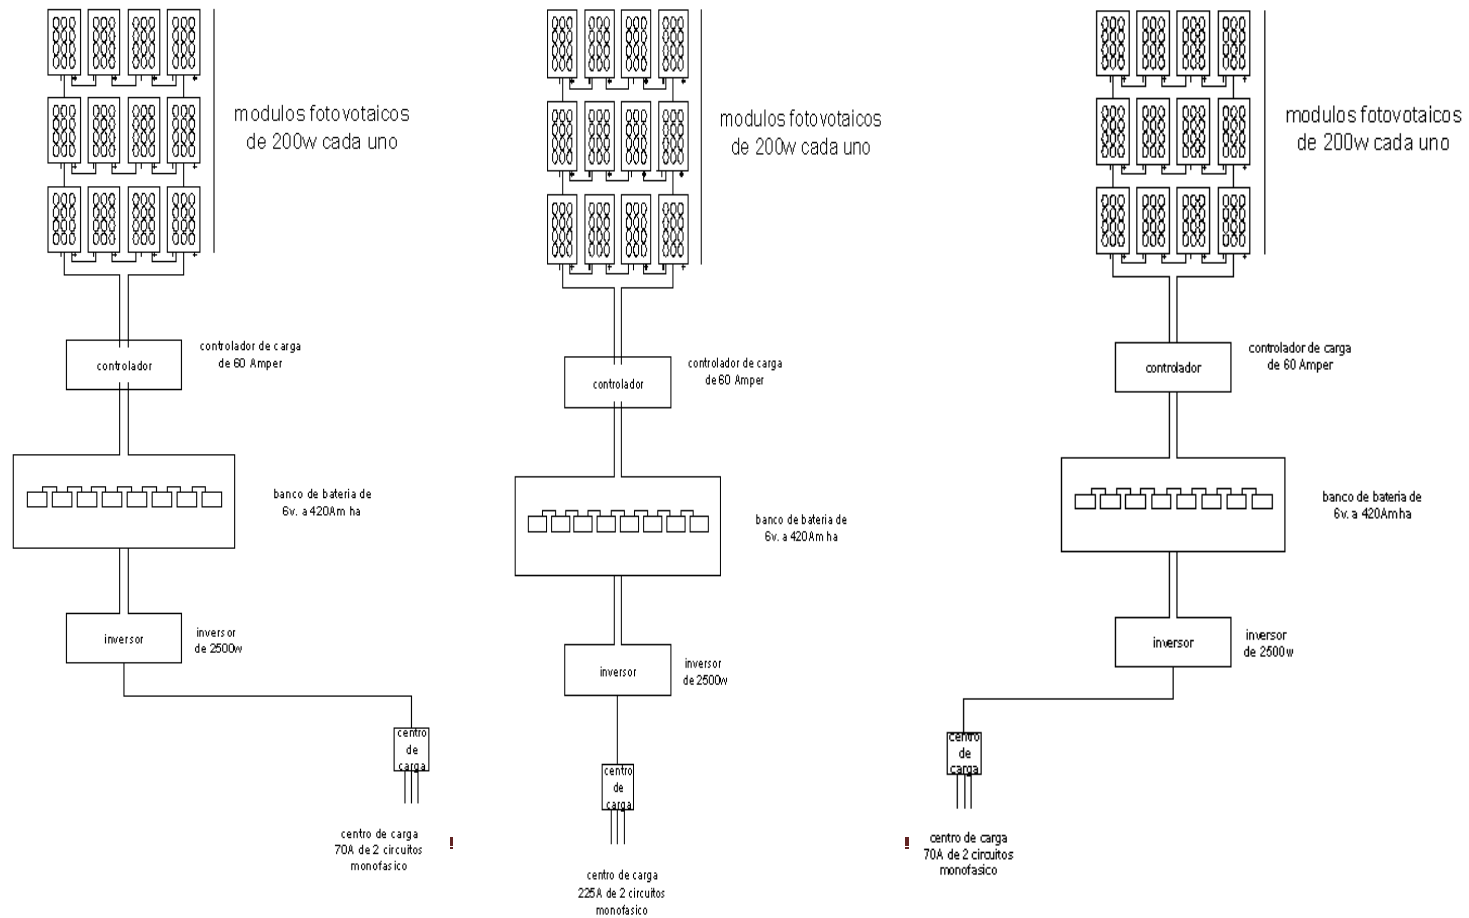 modulos fotovotaicos
de 200w cada uno
controlador
controlador de carga
de 60 Amper
banco de bateria de
6v. a 420Am ha
inversor
inversor
de 2500w
centro
de
carga
centro de carga
70A de 2 circuitos
monofasico
!
modulos fotovotaicos
de 200w cada uno
controlador
controlador de carga
de 60 Amper
banco de bateria de
6v. a 420Am ha
inversor
inversor
de 2500w
centro
de
carga
centro de carga
225A de 2 circuitos
monofasico
modulos fotovotaicos
de 200w cada uno
controlador
controlador de carga
de 60 Amper
banco de bateria de
6v. a 420Am ha
inversor
inversor
de 2500w
centro
de
carga
!
centro de carga
70A de 2 circuitos
monofasico